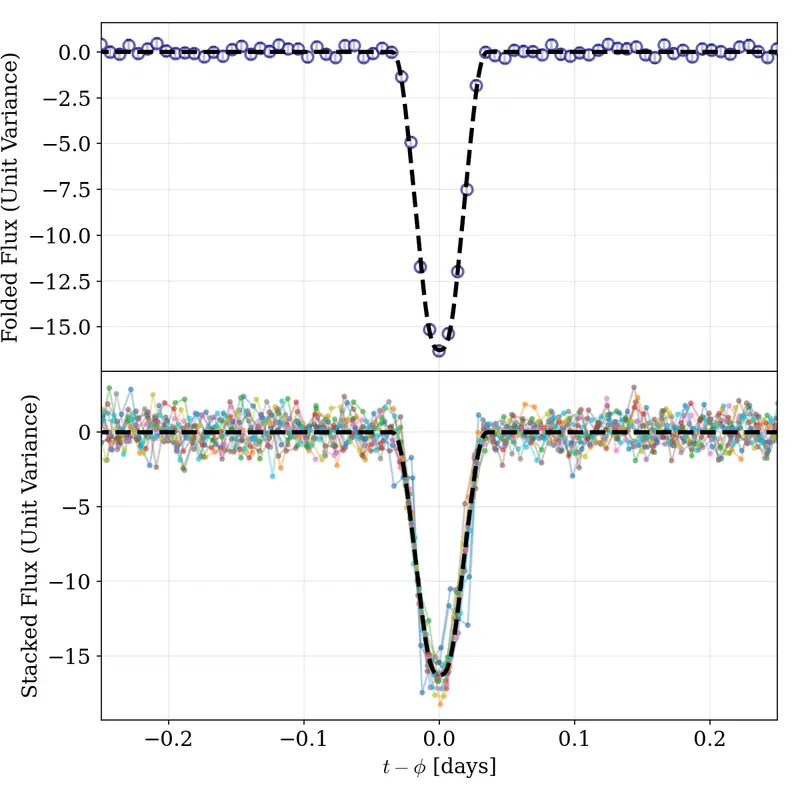 Folded Flux (Unit Variance)
0.0
−2.5
−5.0
−7.5
−10.0
−12.5
−15.0
Stacked Flux (Unit Variance)
0
−5
−10
−15
−0.2 −0.1 0.0 0.1 0.2
t − ϕ [days]